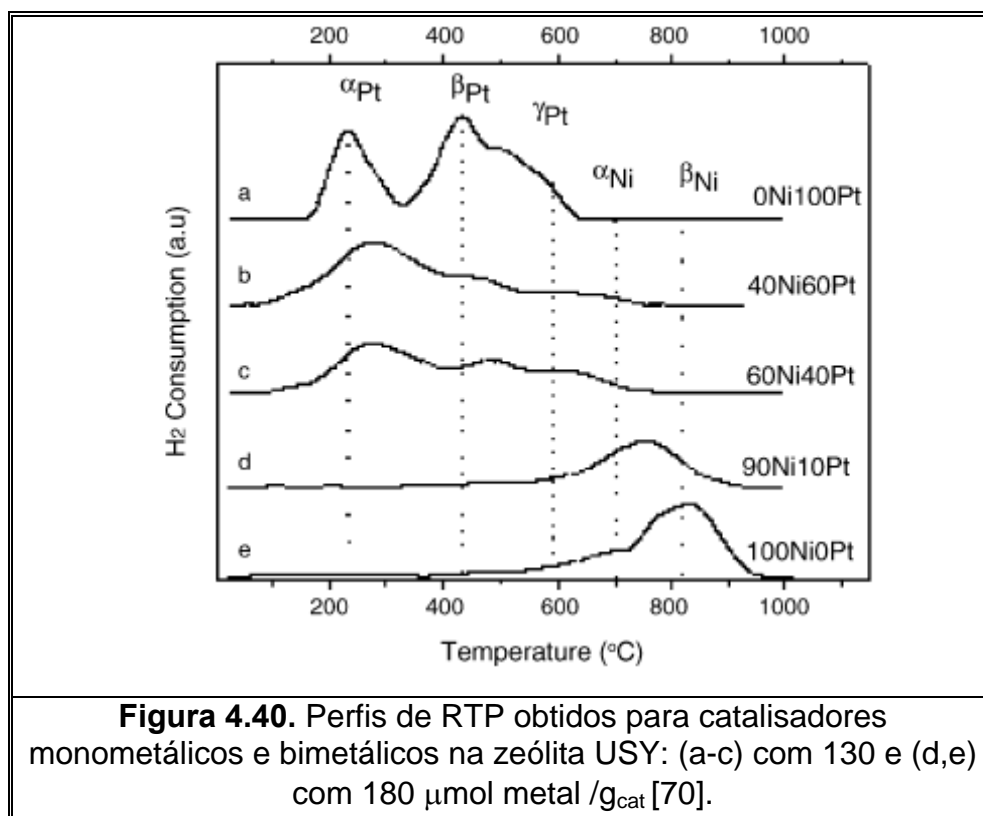 200 400 600 800 1000
αPt βPt γPt αNi βNi
a 0Ni100Pt
b 40Ni60Pt
c 60Ni40Pt
d 90Ni10Pt
e 100Ni0Pt
H2 Consumption (a.u)
200 400 600 800 1000
Temperature (°C)
Figura 4.40. Perfis de RTP obtidos para catalisadores
monometálicos e bimetálicos na zeólita USY: (a-c) com 130 e (d,e)
com 180 μmol metal /gcat [70].